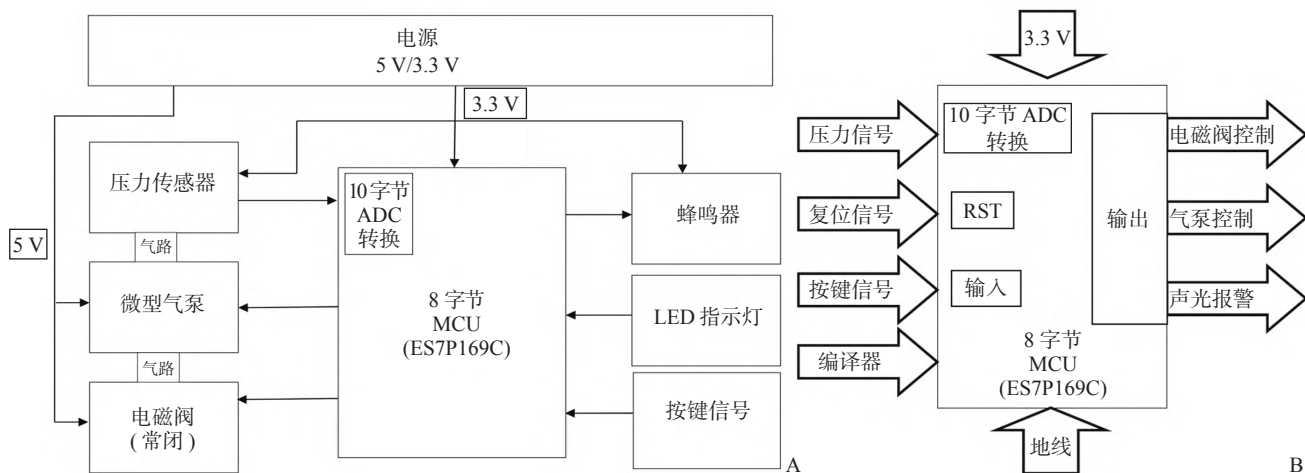 电源
5 V/3.3 V
3.3 V
压力传感器
10 字节
ADC
转换
蜂鸣器
5 V
气路
微型气泵
8 字节
MCU
(ES7P169C)
LED 指示灯
气路
电磁阀
( 常闭 )
按键信号
A
3.3 V
压力信号
10 字节 ADC
转换
电磁阀控制
复位信号
RST
输出
气泵控制
按键信号
输入
声光报警
编译器
8 字节
MCU
(ES7P169C)
地线
B